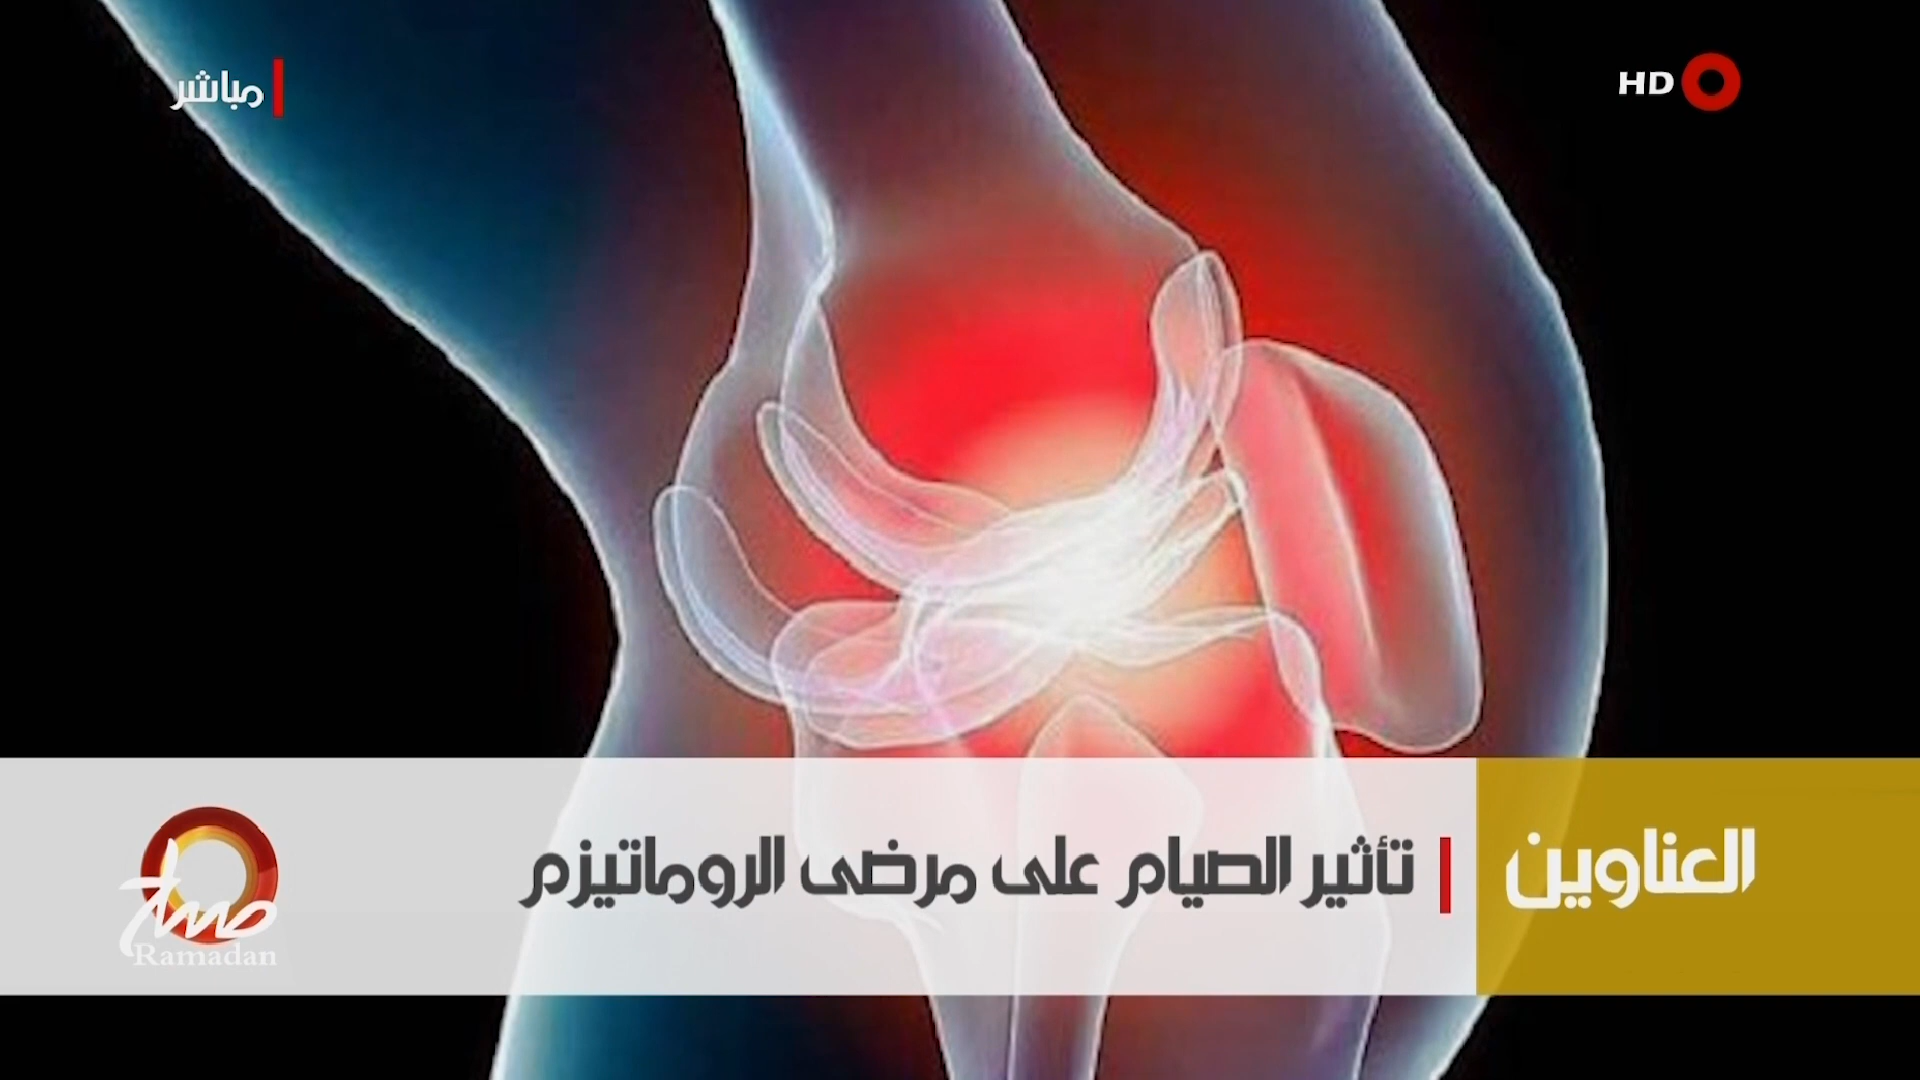 مباشر
HD
العناوين
تأثير الصيام على مرضى الروماتيزم
Ramadan